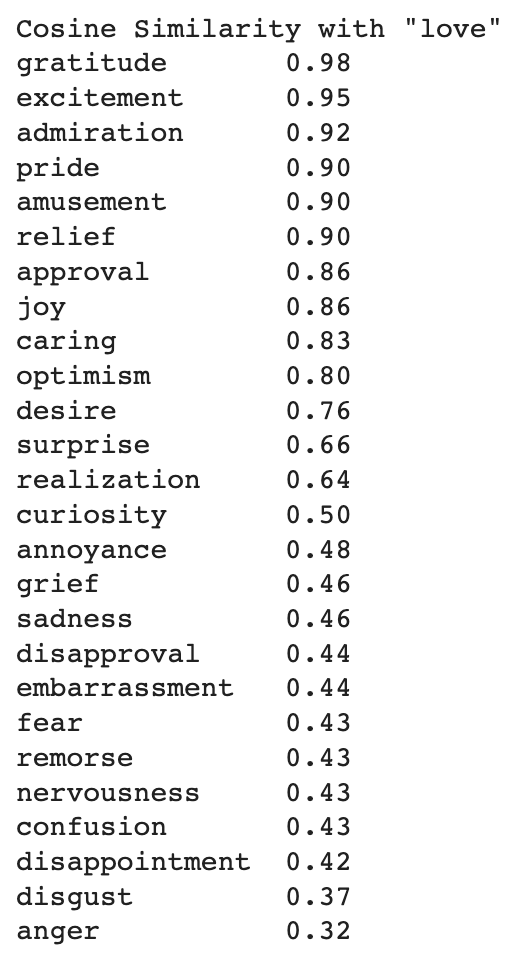 Cosine Similarity with "love"
gratitude 0.98
excitement 0.95
admiration 0.92
pride 0.90
amusement 0.90
relief 0.90
approval 0.86
joy 0.86
caring 0.83
optimism 0.80
desire 0.76
surprise 0.66
realization 0.64
curiosity 0.50
annoyance 0.48
grief 0.46
sadness 0.46
disapproval 0.44
embarrassment 0.44
fear 0.43
remorse 0.43
nervousness 0.43
confusion 0.43
disappointment 0.42
disgust 0.37
anger 0.32